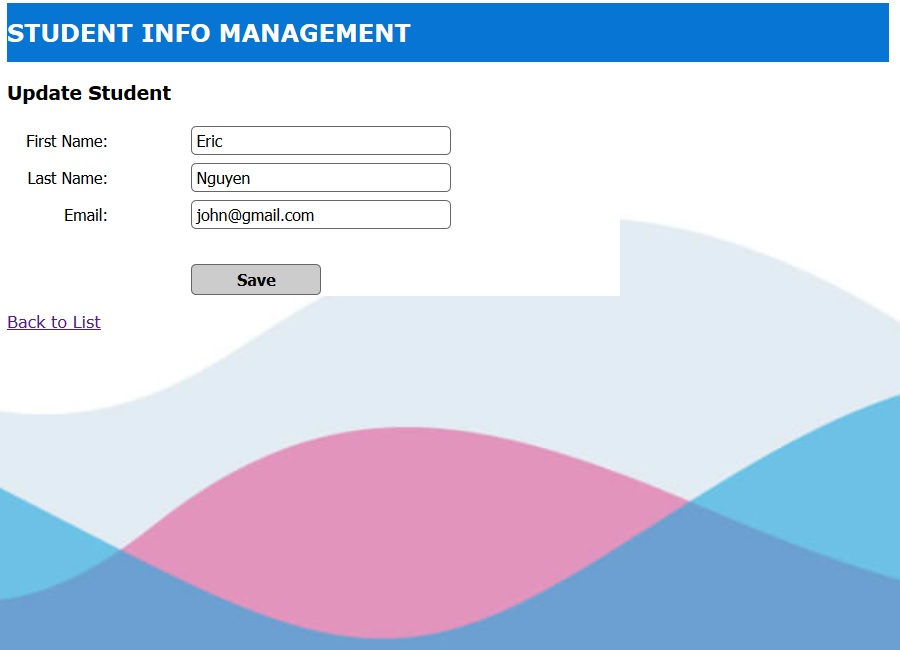 STUDENT INFO MANAGEMENT
Update Student
First Name: Eric
Last Name: Nguyen
Email: john@gmail.com
Save
Back to List